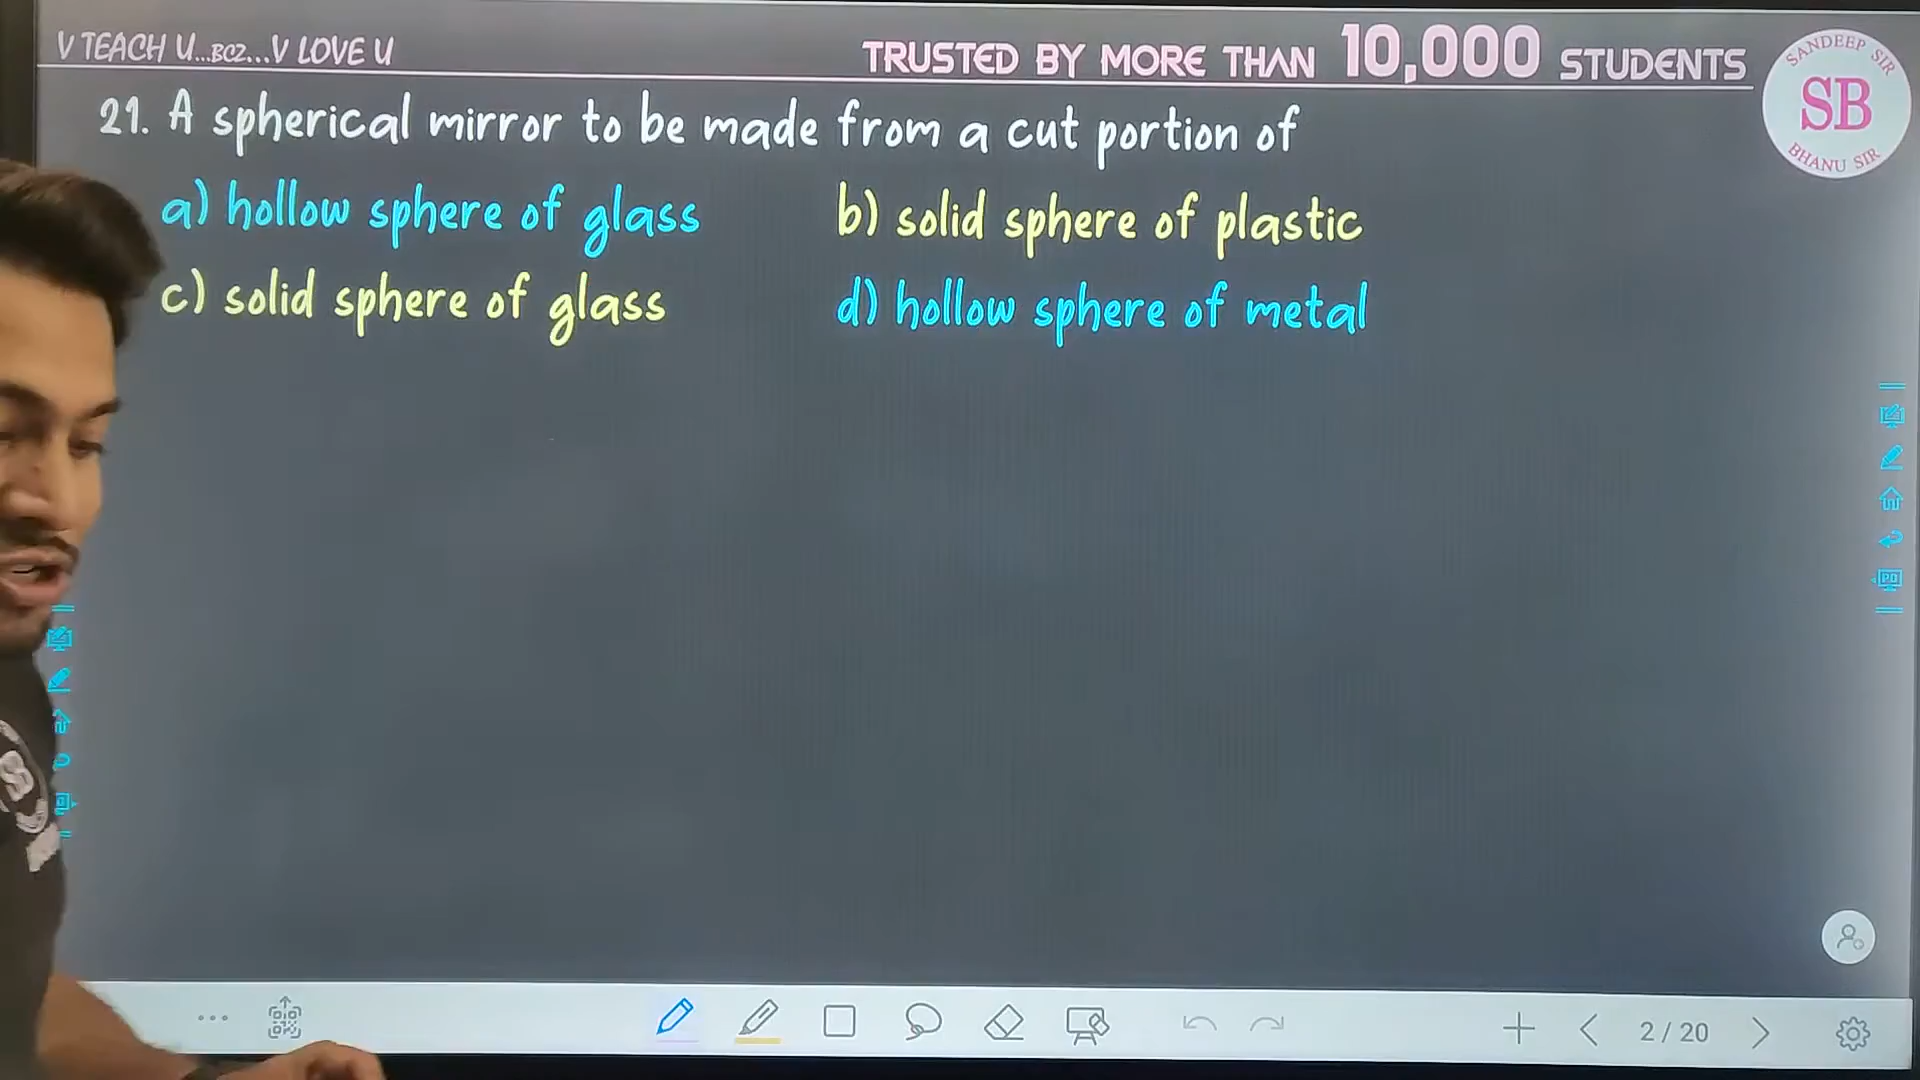 V TEACH U...BCZ...V LOVE U
TRUSTED BY MORE THAN 10,000 STUDENTS
SANDEEP SIR
SB
BHANU SIR
21. A spherical mirror to be made from a cut portion of
a) hollow sphere of glass
b) solid sphere of plastic
c) solid sphere of glass
d) hollow sphere of metal
2 / 20